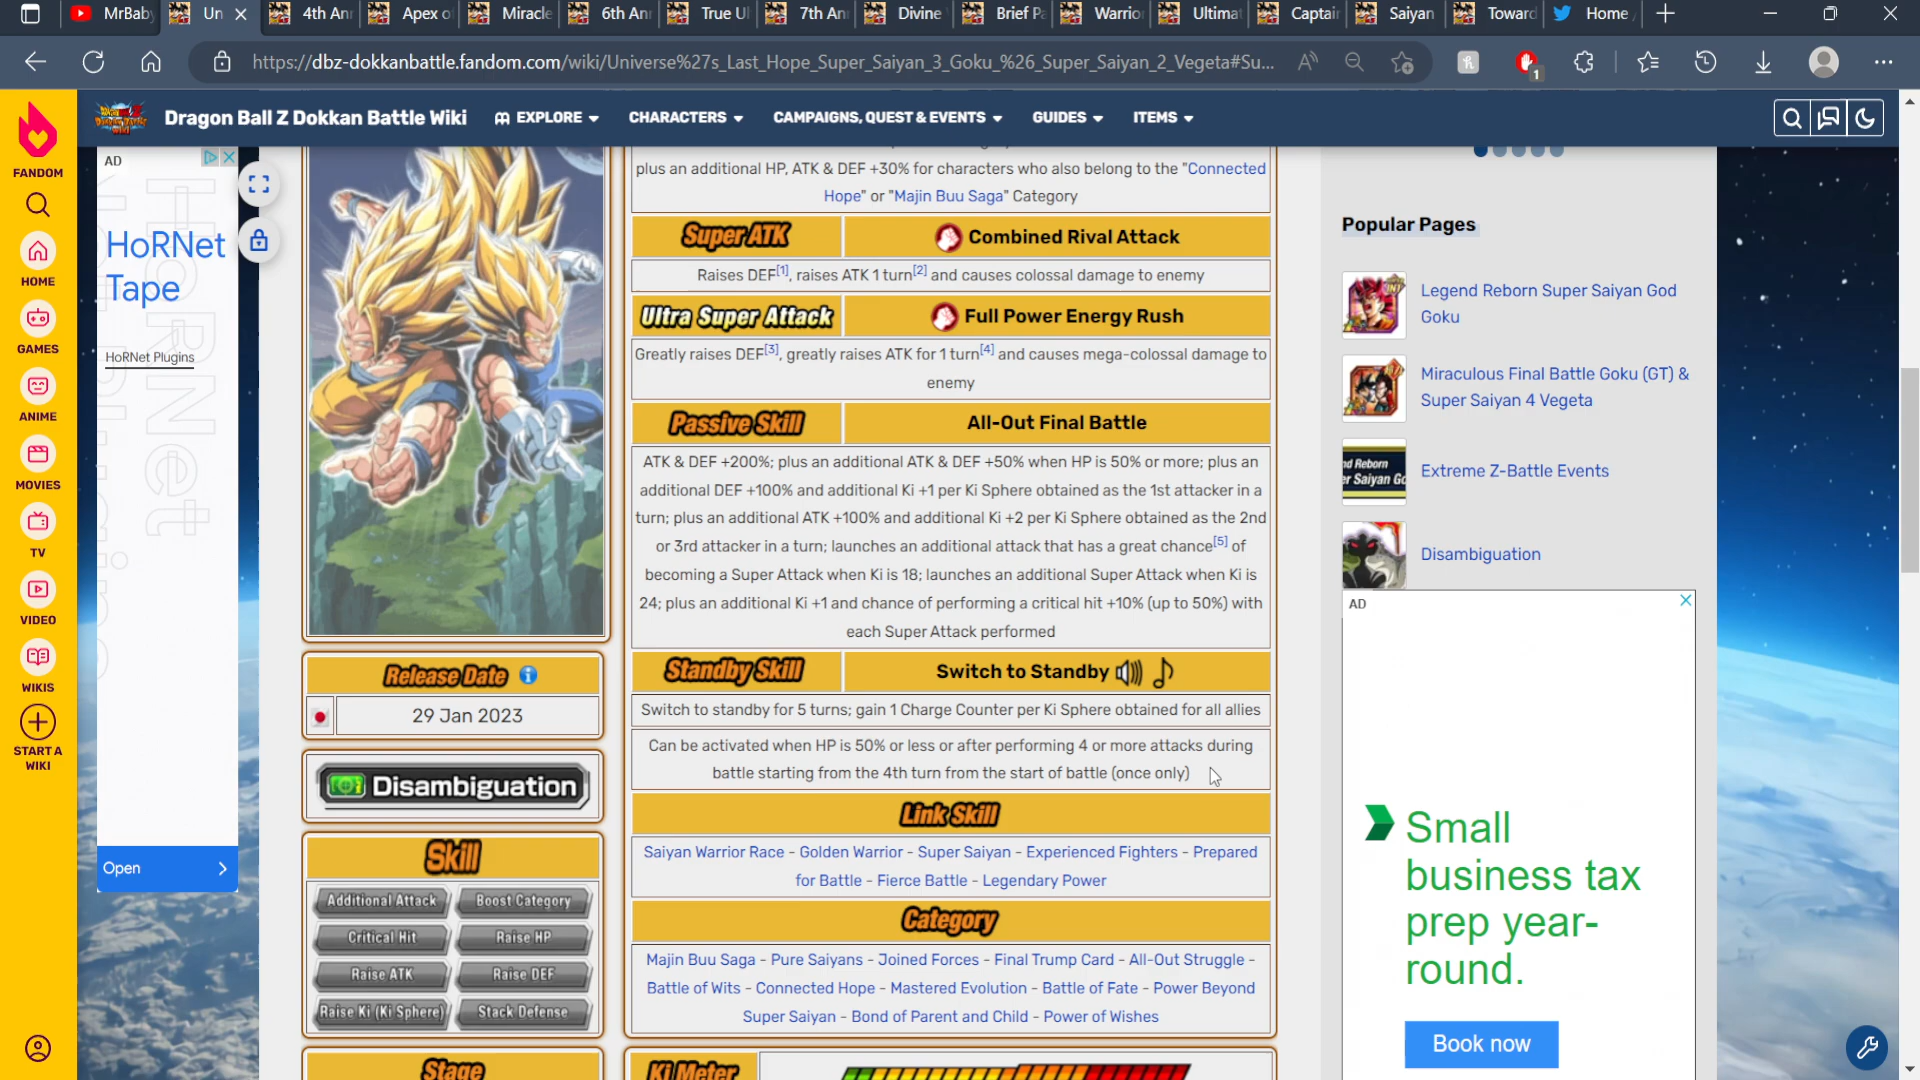 MrBab
Un
4th An
Apex o
Miracle
6th An
True U
7th An
Divine
Brief P
Warrio
Ultima
Captai
Saiyan
Toward
Home
https://dbz-dokkanbattle.fandom.com/wiki/Universe%27s_Last_Hope_Super_Saiyan_3_Goku_%26_Super_Saiyan_2_Vegeta#Su...
1
Dragon Ball Z Dokkan Battle Wiki
EXPLORE
CHARACTERS
CAMPAIGNS, QUEST & EVENTS
GUIDES
ITEMS
FANDOM
HOME
GAMES
ANIME
MOVIES
TV
VIDEO
WIKIS
START A
WIKI
AD
HoRNet
Tape
HoRNet Plugins
Open
Release Date
29 Jan 2023
Disambiguation
Skill
Additional Attack
Boost Category
Critical Hit
Raise HP
Raise ATK
Raise DEF
Raise Ki (Ki Sphere)
Stack Defense
Stage
plus an additional HP, ATK & DEF +30% for characters who also belong to the "Connected
Hope" or "Majin Buu Saga" Category
Super ATK
Combined Rival Attack
Raises DEF[1], raises ATK 1 turn[2] and causes colossal damage to enemy
Ultra Super Attack
Full Power Energy Rush
Greatly raises DEF[3], greatly raises ATK for 1 turn[4] and causes mega-colossal damage to
enemy
Passive Skill
All-Out Final Battle
ATK & DEF +200%; plus an additional ATK & DEF +50% when HP is 50% or more; plus an
additional DEF +100% and additional Ki +1 per Ki Sphere obtained as the 1st attacker in a
turn; plus an additional ATK +100% and additional Ki +2 per Ki Sphere obtained as the 2nd
or 3rd attacker in a turn; launches an additional attack that has a great chance[5] of
becoming a Super Attack when Ki is 18; launches an additional Super Attack when Ki is
24; plus an additional Ki +1 and chance of performing a critical hit +10% (up to 50%) with
each Super Attack performed
Standby Skill
Switch to Standby
Switch to standby for 5 turns; gain 1 Charge Counter per Ki Sphere obtained for all allies
Can be activated when HP is 50% or less or after performing 4 or more attacks during
battle starting from the 4th turn from the start of battle (once only)
Link Skill
Saiyan Warrior Race - Golden Warrior - Super Saiyan - Experienced Fighters - Prepared
for Battle - Fierce Battle - Legendary Power
Category
Majin Buu Saga - Pure Saiyans - Joined Forces - Final Trump Card - All-Out Struggle -
Battle of Wits - Connected Hope - Mastered Evolution - Battle of Fate - Power Beyond
Super Saiyan - Bond of Parent and Child - Power of Wishes
Ki Meter
Popular Pages
Legend Reborn Super Saiyan God
Goku
Miraculous Final Battle Goku (GT) &
Super Saiyan 4 Vegeta
Extreme Z-Battle Events
Disambiguation
AD
Small
business tax
prep year-
round.
Book now